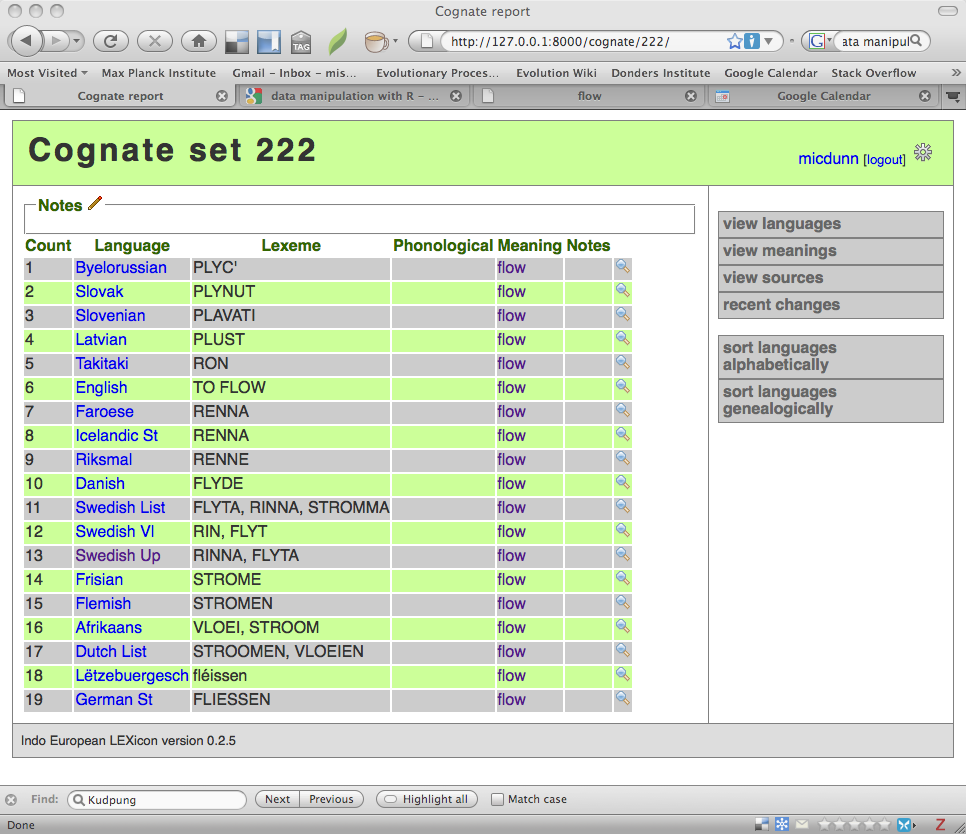 Cognate report
http://127.0.0.1:8000/cognate/222/
G ata manipul
Most Visited Max Planck Institute Gmail – Inbox – mis... Evolutionary Proces... Evolution Wiki Donders Institute Google Calendar Stack Overflow »
Cognate report data manipulation with R – ... flow Google Calendar
Cognate set 222
micdunn [logout]
Notes
Count Language Lexeme Phonological Meaning Notes
1 Byelorussian PLYC' flow
2 Slovak PLYNUT flow
3 Slovenian PLAVATI flow
4 Latvian PLUST flow
5 Takitaki RON flow
6 English TO FLOW flow
7 Faroese RENNA flow
8 Icelandic St RENNA flow
9 Riksmal RENNE flow
10 Danish FLYDE flow
11 Swedish List FLYTA, RINNA, STROMMA flow
12 Swedish Vl RIN, FLYT flow
13 Swedish Up RINNA, FLYTA flow
14 Frisian STROME flow
15 Flemish STROMEN flow
16 Afrikaans VLOEI, STROOM flow
17 Dutch List STROOMEN, VLOEIEN flow
18 Lëtzebuergesch fléissen flow
19 German St FLIESSEN flow
view languages
view meanings
view sources
recent changes
sort languages
alphabetically
sort languages
genealogically
Indo European LEXicon version 0.2.5
Find: Kudpung Next Previous Highlight all Match case
Done Z